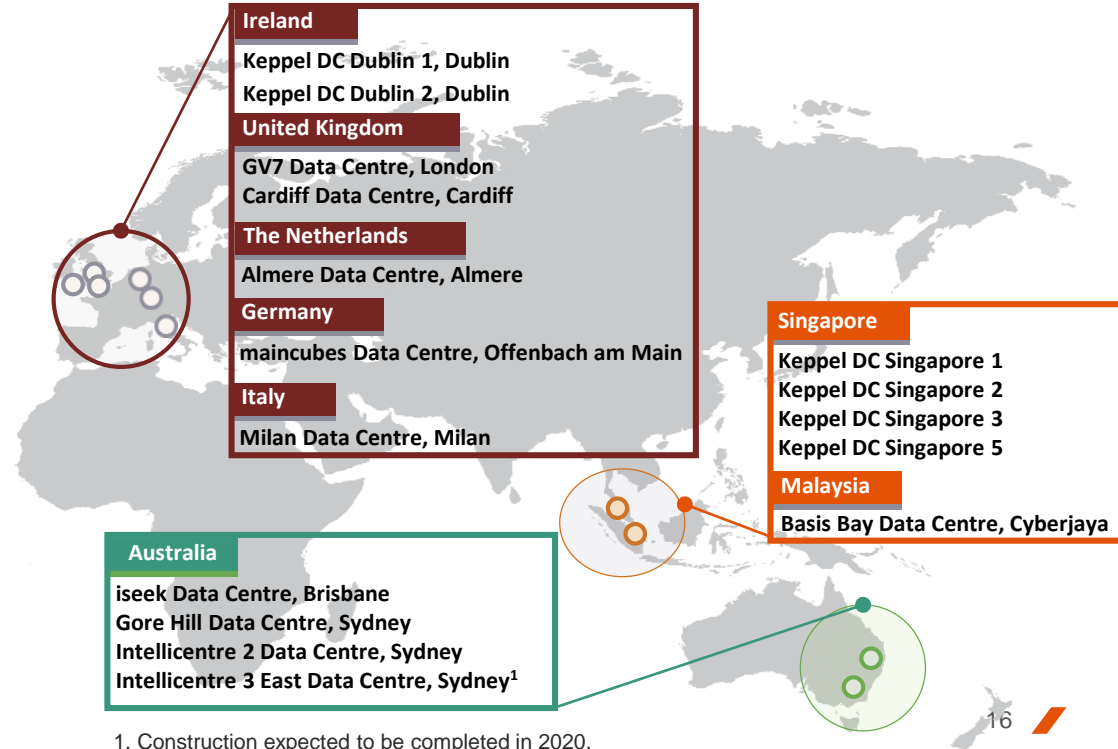 Ireland
Keppel DC Dublin 1, Dublin
Keppel DC Dublin 2, Dublin
United Kingdom
GV7 Data Centre, London
Cardiff Data Centre, Cardiff
The Netherlands
Almere Data Centre, Almere
Germany
maincubes Data Centre, Offenbach am Main
Italy
Milan Data Centre, Milan
Singapore
Keppel DC Singapore 1
Keppel DC Singapore 2
Keppel DC Singapore 3
Keppel DC Singapore 5
Malaysia
Basis Bay Data Centre, Cyberjaya
Australia
iseek Data Centre, Brisbane
Gore Hill Data Centre, Sydney
Intellicentre 2 Data Centre, Sydney
Intellicentre 3 East Data Centre, Sydney1
16
1. Construction expected to be completed in 2020.